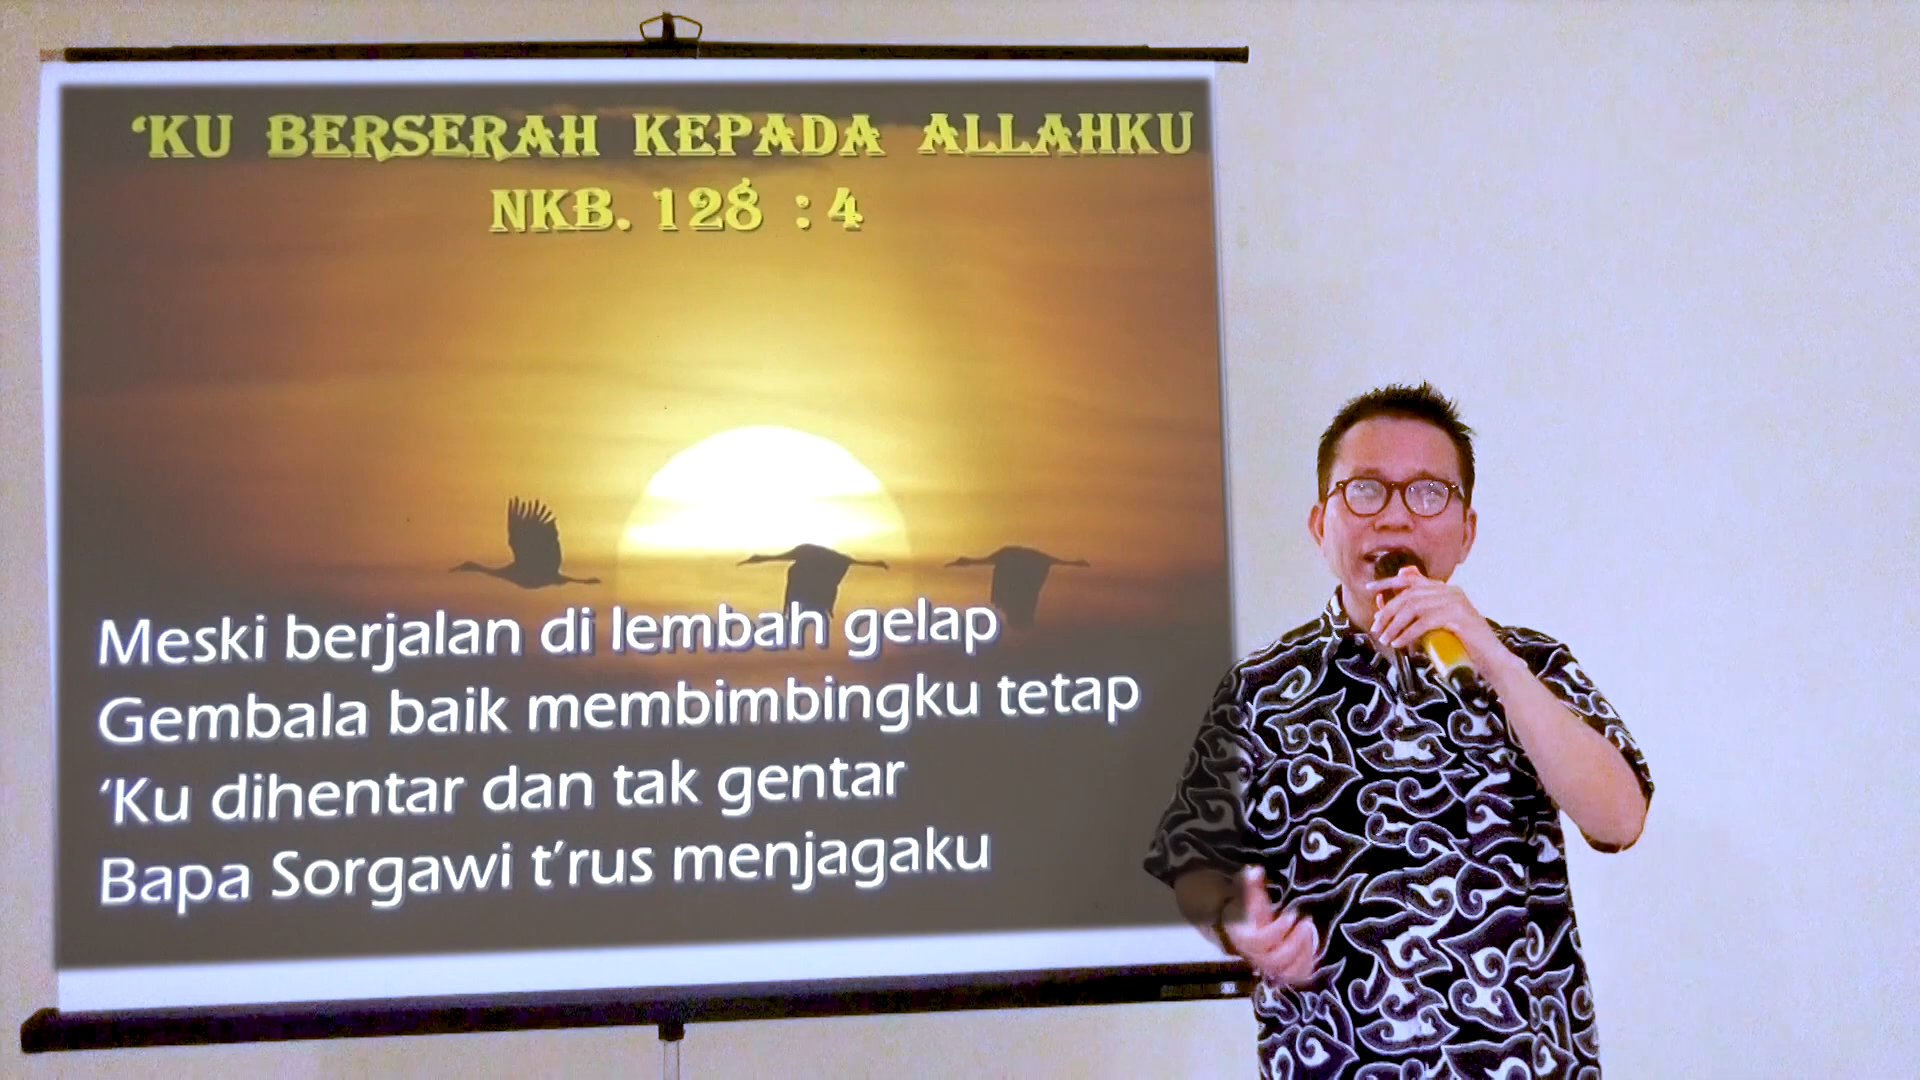 ‘KU BERSERAH KEPADA ALLAHKU
NKB. 128 : 4
Meski berjalan di lembah gelap
Gembala baik membimbingku tetap
‘Ku dihentar dan tak gentar
Bapa Sorgawi t’rus menjagaku